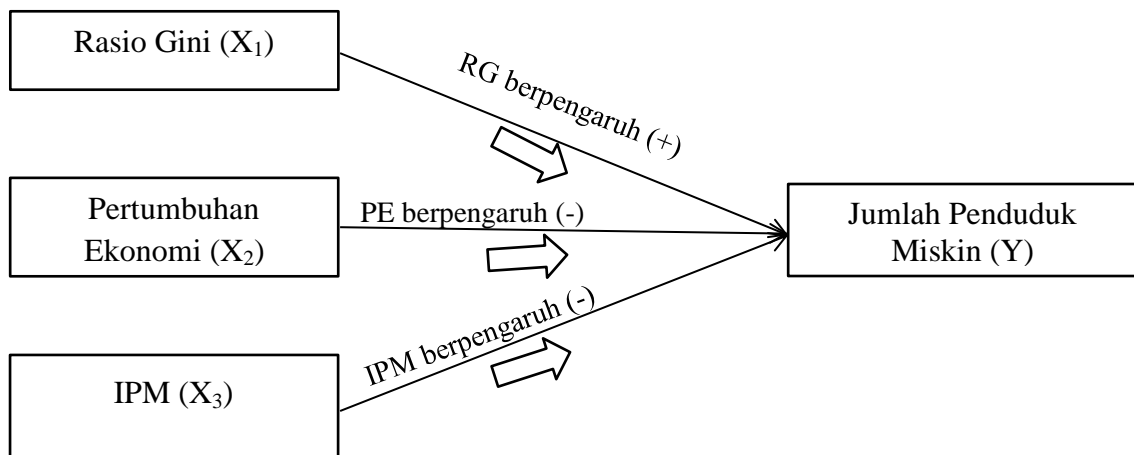 Rasio Gini (X₁)
RG berpengaruh (+)
Pertumbuhan
Ekonomi (X₂)
PE berpengaruh (-)
Jumlah Penduduk
Miskin (Y)
IPM berpengaruh (-)
IPM (X₃)